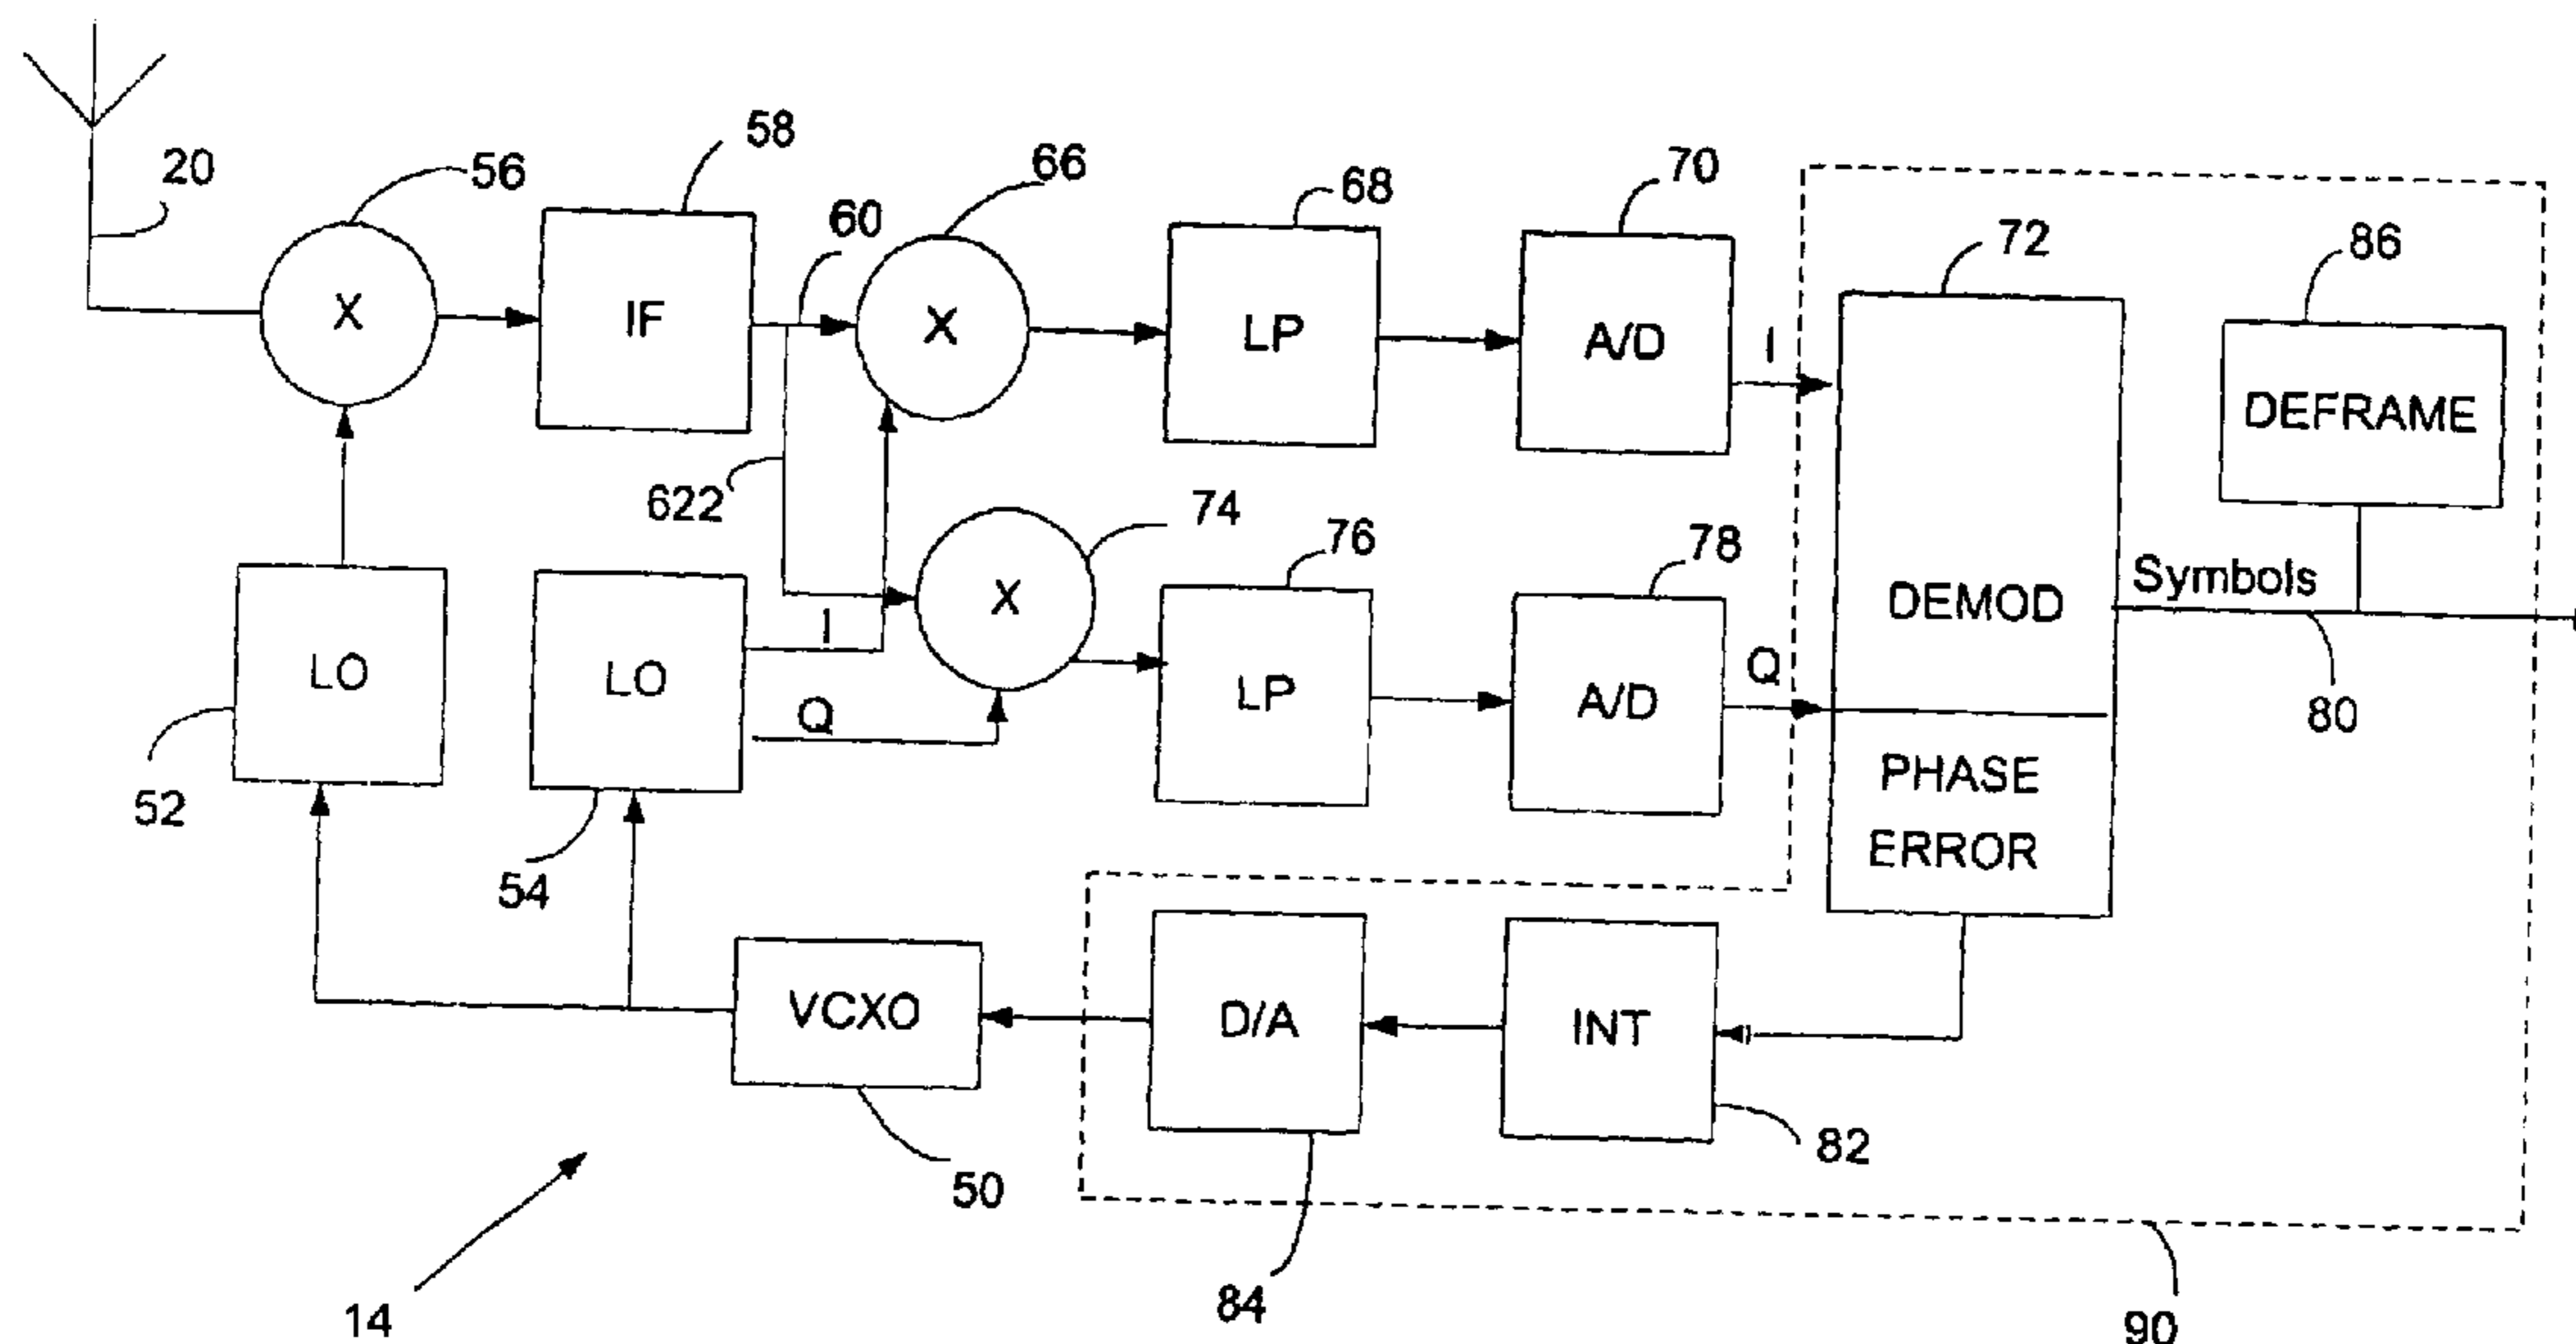 20
56
58
60
66
68
70
72
86
X
IF
X
LP
A/D
I
DEFRAME
622
74
76
78
LO
LO
I
Q
X
LP
A/D
Q
DEMOD
Symbols
80
PHASE
ERROR
52
54
VCXO
D/A
INT
50
82
14
84
90